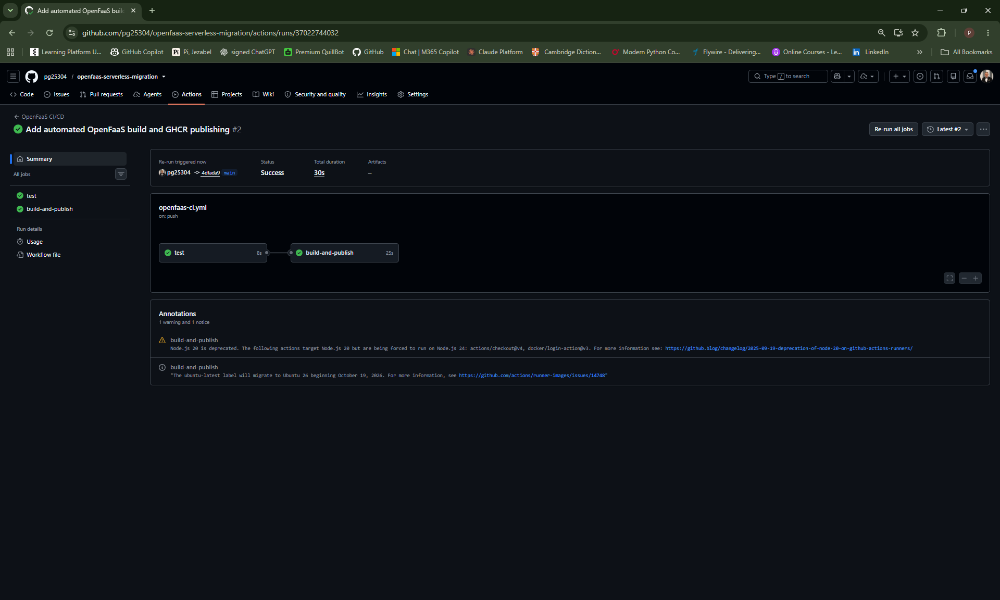 Add automated OpenFaaS buil
github.com/pg25304/openfaas-serverless-migration/actions/runs/37022744032
P
Learning Platform U...
GitHub Copilot
Pi, Jezabel
signed ChatGPT
Premium QuillBot
GitHub
Chat | M365 Copilot
Claude Platform
Cambridge Diction...
Modern Python Co...
Flywire - Delivering...
Online Courses - Le...
LinkedIn
All Bookmarks
pg25304 / openfaas-serverless-migration
Type / to search
Code
Issues
Pull requests
Agents
Actions
Projects
Wiki
Security and quality
Insights
Settings
OpenFaaS CI/CD
Add automated OpenFaaS build and GHCR publishing #2
Re-run all jobs
Latest #2
Summary
All jobs
test
build-and-publish
Run details
Usage
Workflow file
Re-run triggered now
pg25304 4dfada9 main
Status
Success
Total duration
30s
Artifacts
–
openfaas-ci.yml
on: push
test 8s
build-and-publish 25s
Annotations
1 warning and 1 notice
build-and-publish
Node.js 20 is deprecated. The following actions target Node.js 20 but are being forced to run on Node.js 24: actions/checkout@v4, docker/login-action@v3. For more information see: https://github.blog/changelog/2025-09-19-deprecation-of-node-20-on-github-actions-runners/
build-and-publish
"The ubuntu-latest label will migrate to Ubuntu 26 beginning October 19, 2026. For more information, see https://github.com/actions/runner-images/issues/14748"